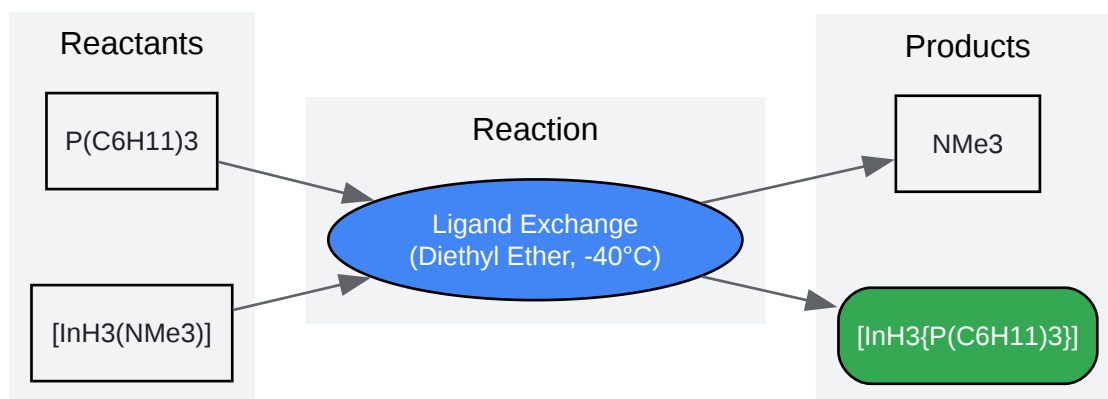 Reactants
P(C6H11)3
[InH3(NMe3)]
Reaction
Ligand Exchange
(Diethyl Ether, -40°C)
Products
NMe3
[InH3{P(C6H11)3}]